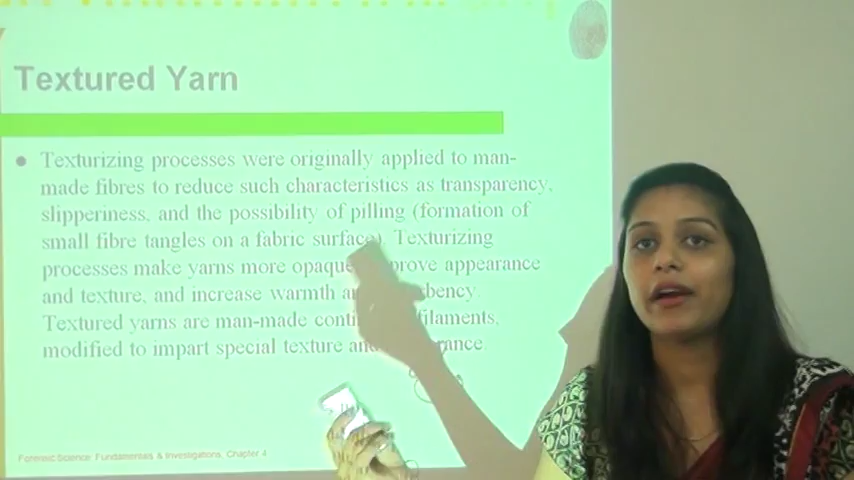 Textured Yarn
• Texturizing processes were originally applied to man-
made fibres to reduce such characteristics as transparency,
slipperiness, and the possibility of pilling (formation of
small fibre tangles on a fabric surface). Texturizing
processes make yarns more opaque appearance
and texture, and increase warmth
Textured yarns are man-made filaments,
modified to impart special texture
Forensic Science: Fundamentals & Investigations, Chapter 4